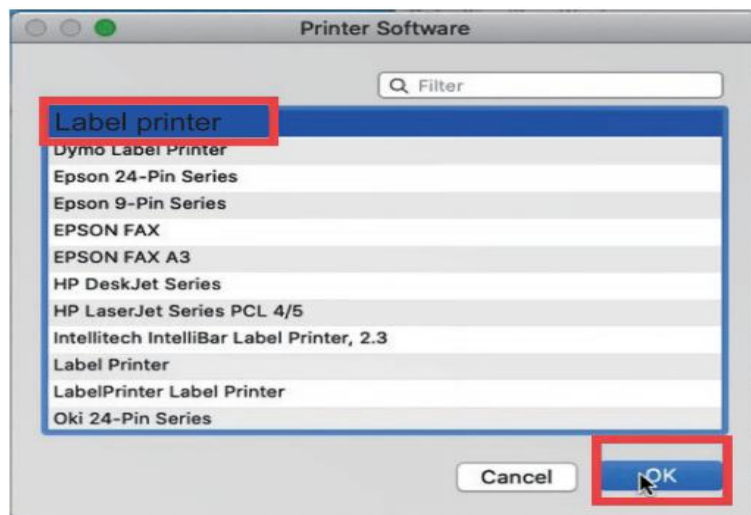 Printer Software
Filter
Label printer
Dymo Label Printer
Epson 24-Pin Series
Epson 9-Pin Series
EPSON FAX
EPSON FAX A3
HP DeskJet Series
HP LaserJet Series PCL 4/5
Intellitech IntelliBar Label Printer, 2.3
Label Printer
LabelPrinter Label Printer
Oki 24-Pin Series
Cancel OK